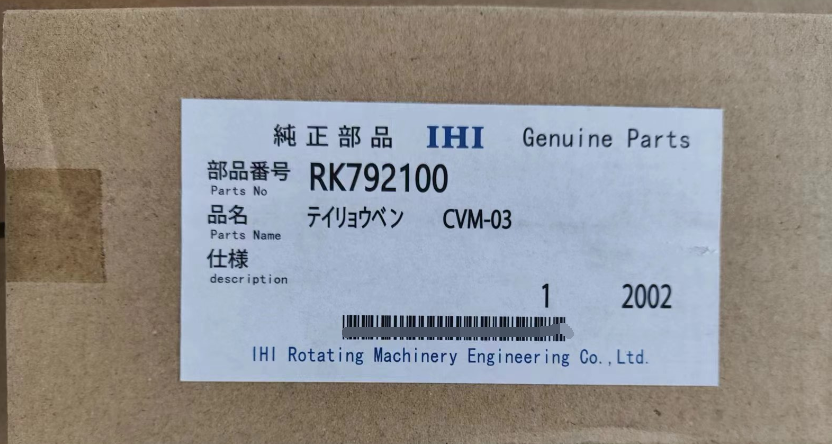 純正部品 IHI Genuine Parts
部品番号 RK792100
Parts No
品名 テイリョウベン CVM-03
Parts Name
仕様
description
1 2002
IHI Rotating Machinery Engineering Co.,Ltd.